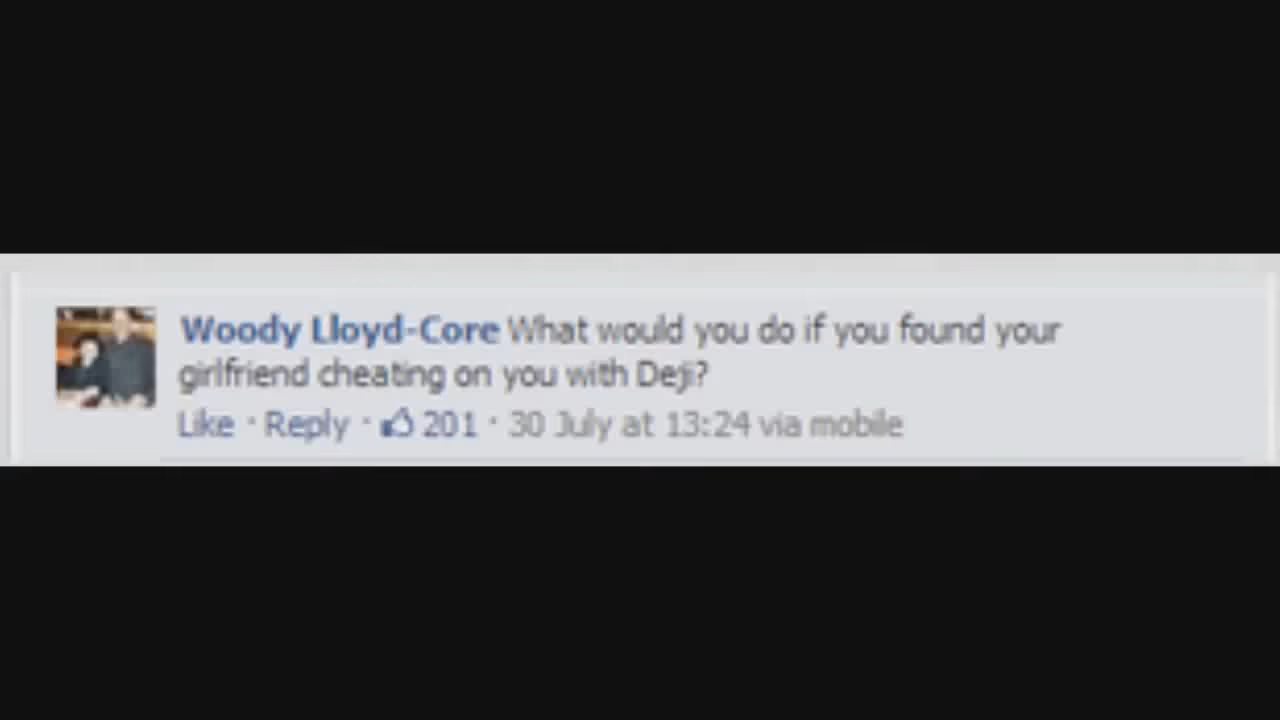 Woody Lloyd-Core What would you do if you found your
girlfriend cheating on you with Deji?
Like · Reply · 201 · 30 July at 13:24 via mobile